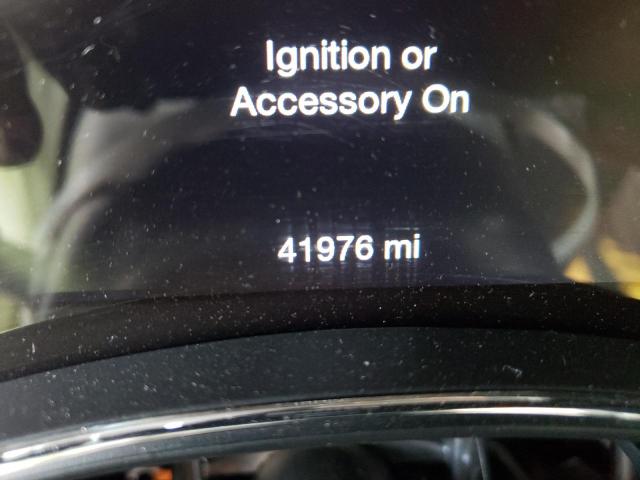 Ignition or
Accessory On
41976 mi